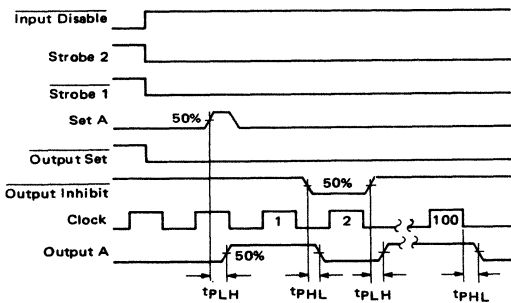 Input Disable
Strobe 2
Strobe 1
Set A
50%
Output Set
Output Inhibit
50%
Clock
1
2
100
Output A
50%
tPLH
tPHL
tPLH
tPHL